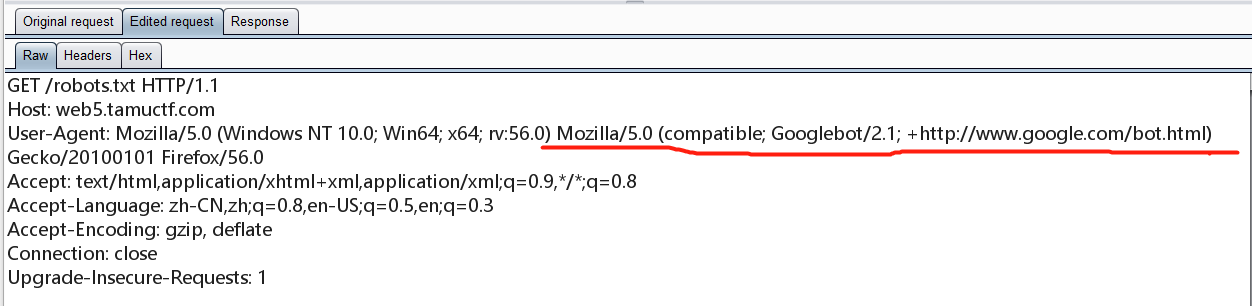 Original request Edited request Response
Raw Headers Hex
GET /robots.txt HTTP/1.1
Host: web5.tamuctf.com
User-Agent: Mozilla/5.0 (Windows NT 10.0; Win64; x64; rv:56.0) Mozilla/5.0 (compatible; Googlebot/2.1; +http://www.google.com/bot.html)
Gecko/20100101 Firefox/56.0
Accept: text/html,application/xhtml+xml,application/xml;q=0.9,*/*;q=0.8
Accept-Language: zh-CN,zh;q=0.8,en-US;q=0.5,en;q=0.3
Accept-Encoding: gzip, deflate
Connection: close
Upgrade-Insecure-Requests: 1